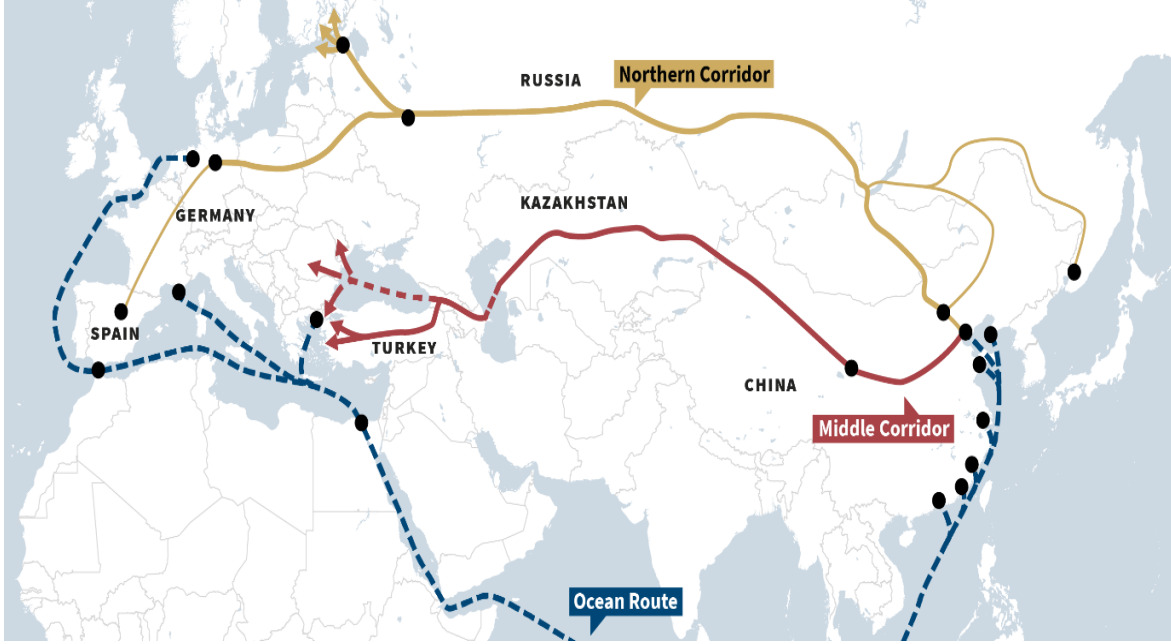 RUSSIA
Northern Corridor
KAZAKHSTAN
GERMANY
SPAIN
TURKEY
CHINA
Middle Corridor
Ocean Route